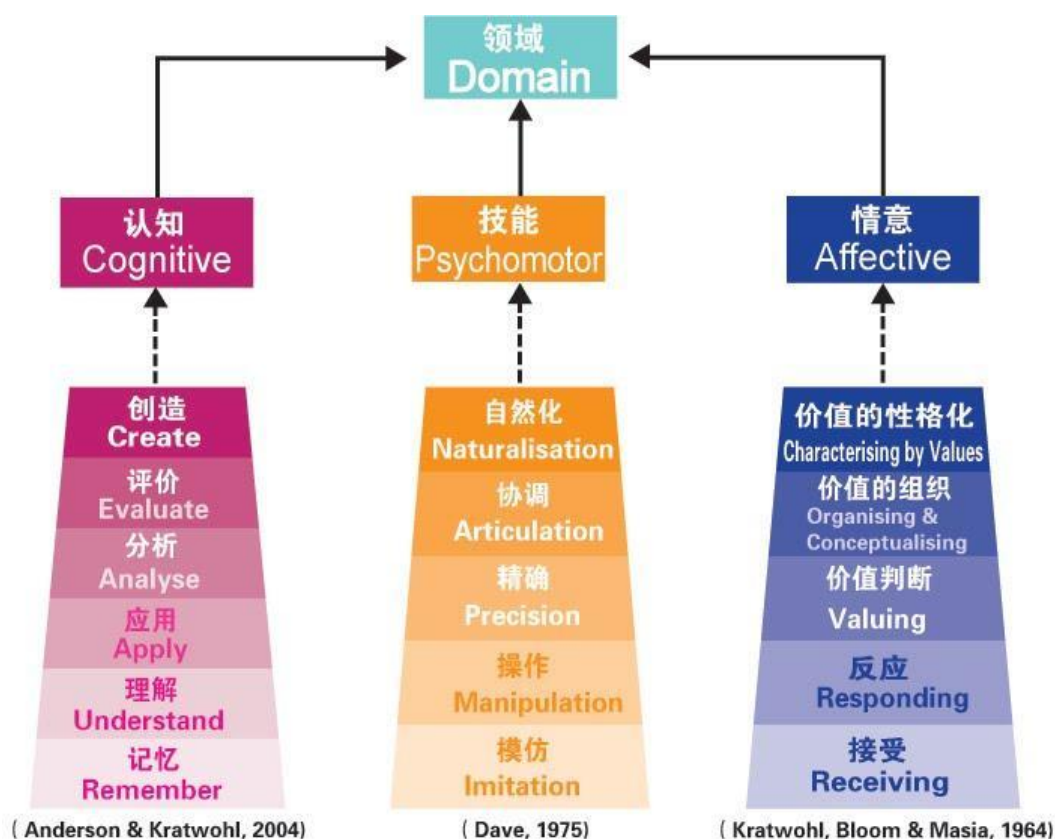 领域
Domain
认知
Cognitive
技能
Psychomotor
情意
Affective
创造
Create
评价
Evaluate
分析
Analyse
应用
Apply
理解
Understand
记忆
Remember
( Anderson & Kratwohl, 2004)
自然化
Naturalisation
协调
Articulation
精确
Precision
操作
Manipulation
模仿
Imitation
( Dave, 1975)
价值的性格化
Characterising by Values
价值的组织
Organising &
Conceptualising
价值判断
Valuing
反应
Responding
接受
Receiving
( Kratwohl, Bloom & Masia, 1964)